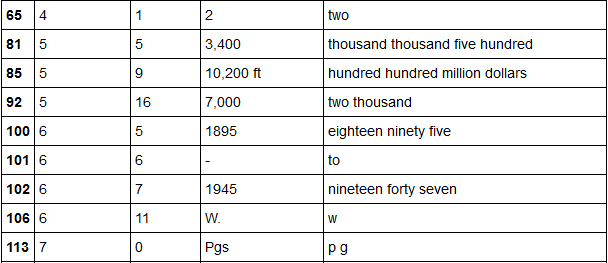 65 4 1 2 two
81 5 5 3,400 thousand thousand five hundred
85 5 9 10,200 ft hundred hundred million dollars
92 5 16 7,000 two thousand
100 6 5 1895 eighteen ninety five
101 6 6 - to
102 6 7 1945 nineteen forty seven
106 6 11 W. w
113 7 0 Pgs p g